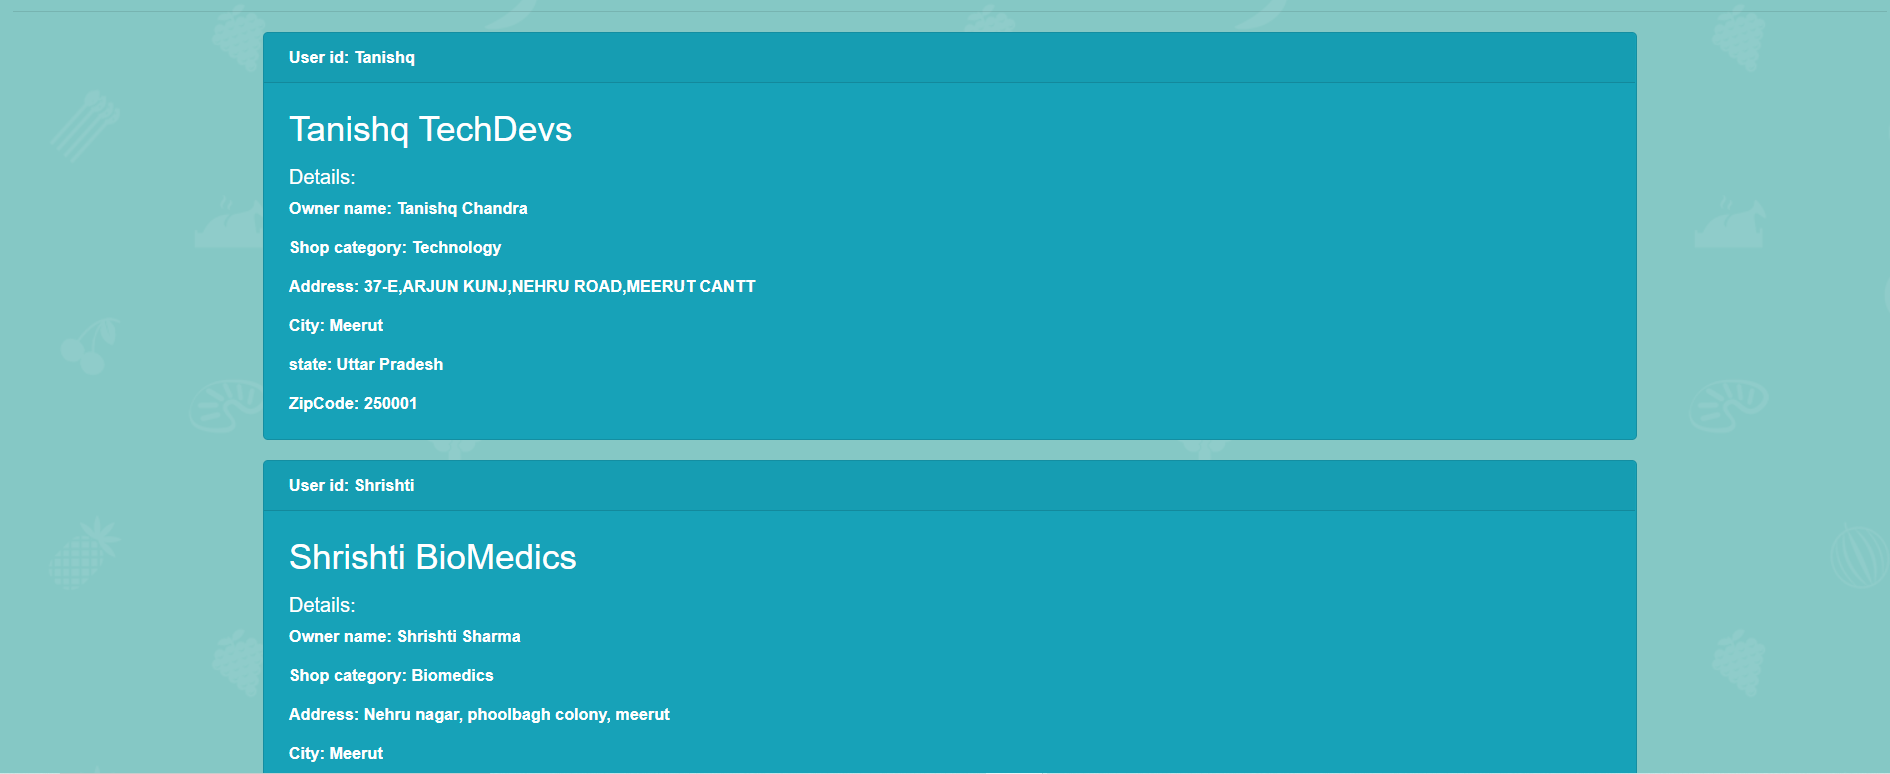 User id: Tanishq
Tanishq TechDevs
Details:
Owner name: Tanishq Chandra
Shop category: Technology
Address: 37-E,ARJUN KUNJ,NEHRU ROAD,MEERUT CANTT
City: Meerut
state: Uttar Pradesh
ZipCode: 250001
User id: Shrishti
Shrishti BioMedics
Details:
Owner name: Shrishti Sharma
Shop category: Biomedics
Address: Nehru nagar, phoolbagh colony, meerut
City: Meerut